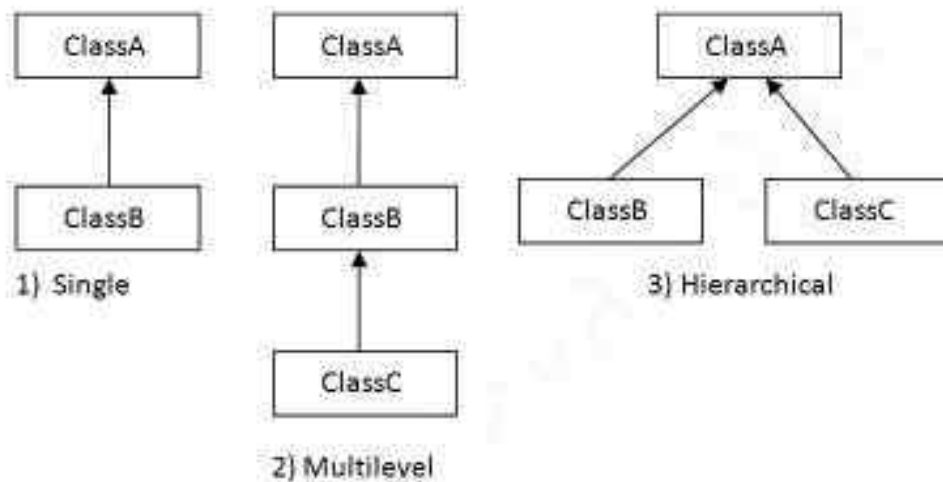 ClassA
ClassB
1) Single
ClassA
ClassB
ClassC
2) Multilevel
ClassA
ClassB
ClassC
3) Hierarchical